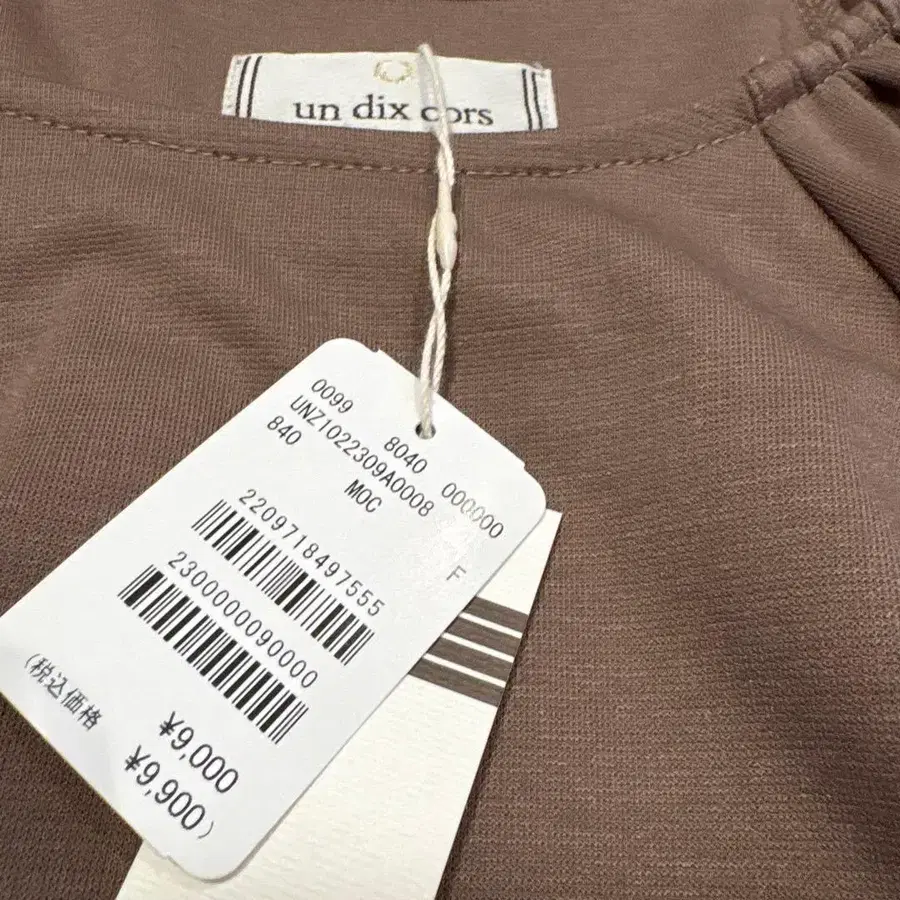 un dix cors
0099 8040 000000
UNZ1022309A0008
840 MOC F
2209718497555
2300000090000
¥9,000
(税込価格 ¥9,900)